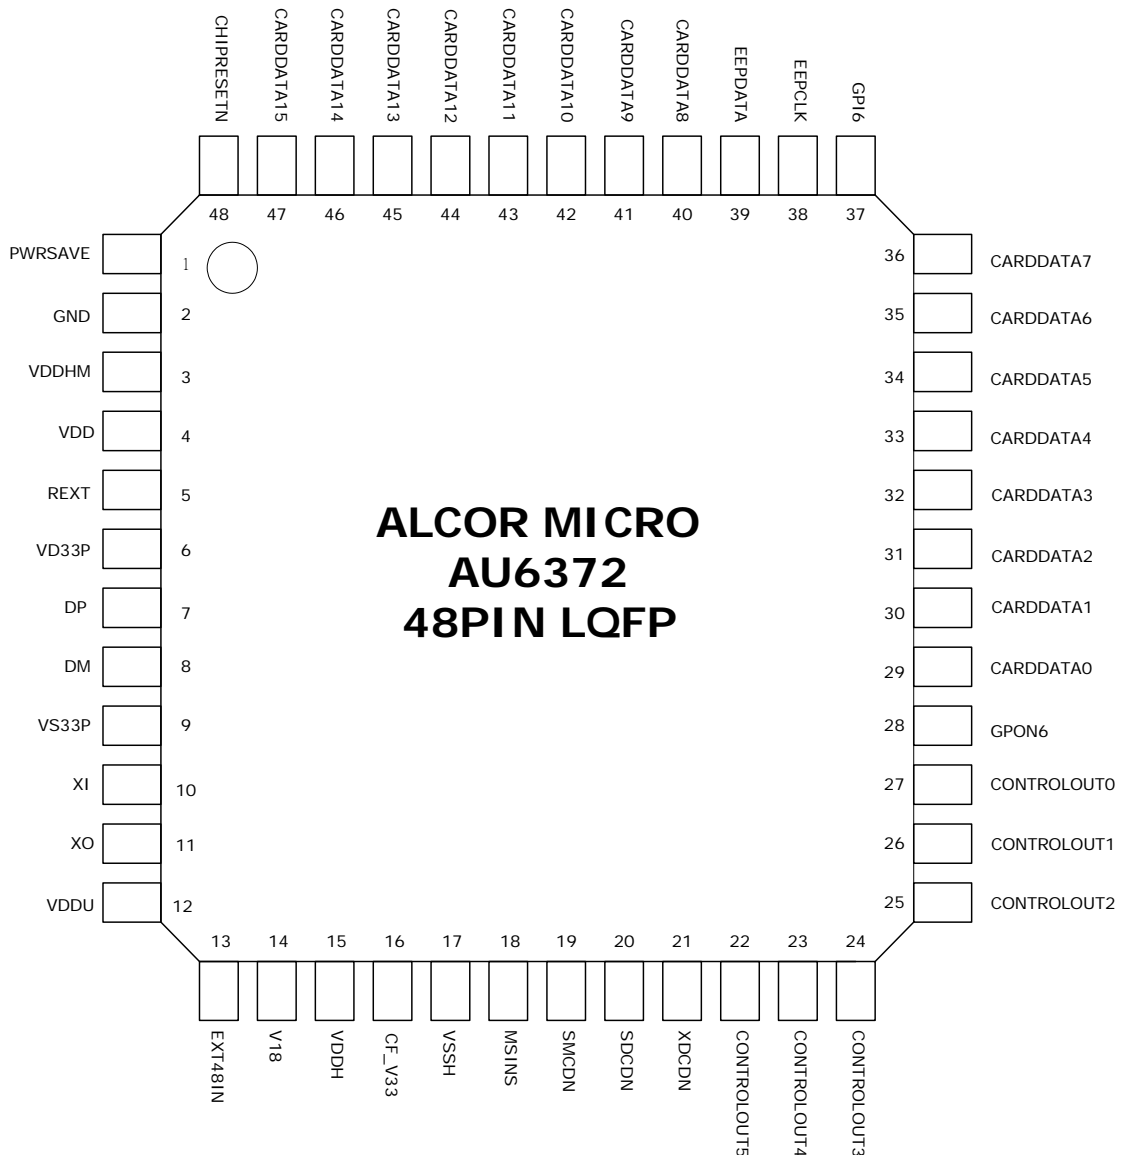 CHIPRESETN
CARDDATA15
CARDDATA14
CARDDATA13
CARDDATA12
CARDDATA11
CARDDATA10
CARDDATA9
CARDDATA8
EEPDATA
EEPCLK
GPI6
48
47
46
45
44
43
42
41
40
39
38
37
PWRSAVE 1
GND 2
VDDHM 3
VDD 4
REXT 5
VD33P 6
DP 7
DM 8
VS33P 9
XI 10
XO 11
VDDU 12
ALCOR MICRO
AU6372
48PIN LQFP
36 CARDDATA7
35 CARDDATA6
34 CARDDATA5
33 CARDDATA4
32 CARDDATA3
31 CARDDATA2
30 CARDDATA1
29 CARDDATA0
28 GPON6
27 CONTROLOUT0
26 CONTROLOUT1
25 CONTROLOUT2
13
14
15
16
17
18
19
20
21
22
23
24
EXT48IN
V18
VDDH
CF_V33
VSSH
MSINS
SMCDN
SDCDN
XDCDN
CONTROLOUT5
CONTROLOUT4
CONTROLOUT3